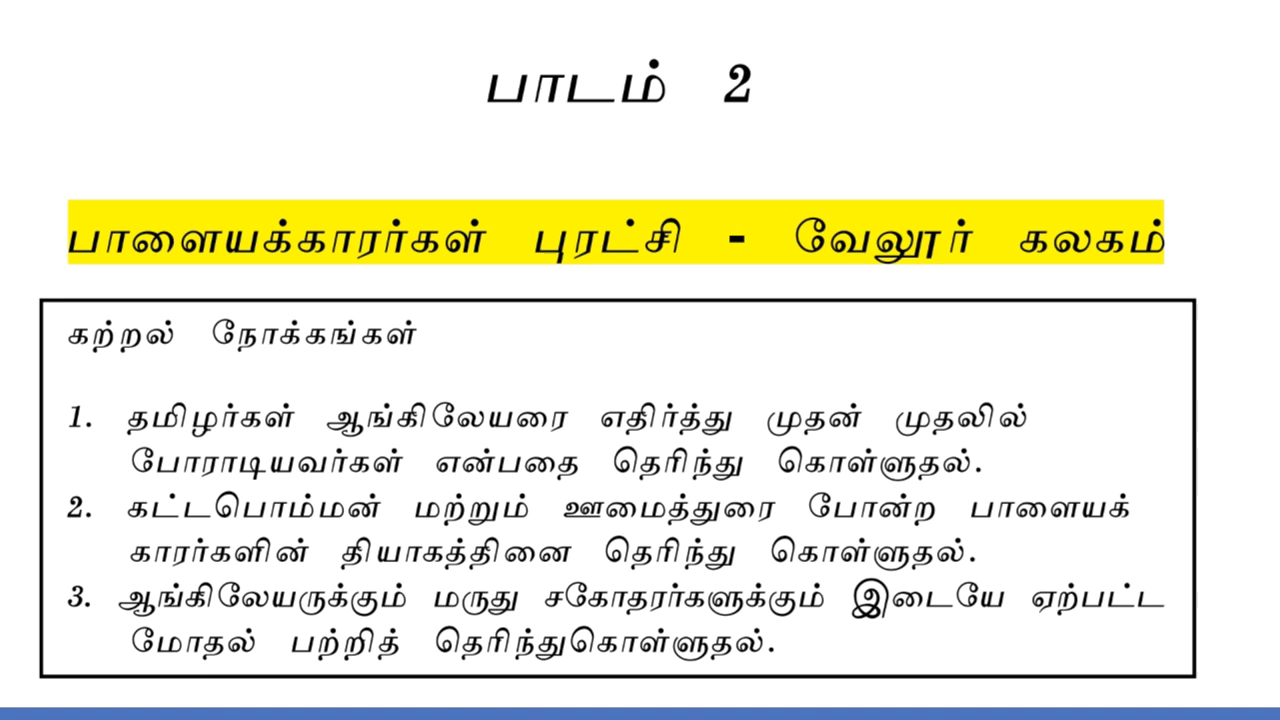 பாடம் 2
பாளையக்காரர்கள் புரட்சி - வேலூர் கலகம்
கற்றல் நோக்கங்கள்
1. தமிழர்கள் ஆங்கிலேயரை எதிர்த்து முதன் முதலில்
போராடியவர்கள் என்பதை தெரிந்து கொள்ளுதல்.
2. கட்டபொம்மன் மற்றும் ஊமைத்துரை போன்ற பாளையக்
காரர்களின் தியாகத்தினை தெரிந்து கொள்ளுதல்.
3. ஆங்கிலேயருக்கும் மருது சகோதரர்களுக்கும் இடையே ஏற்பட்ட
மோதல் பற்றித் தெரிந்துகொள்ளுதல்.